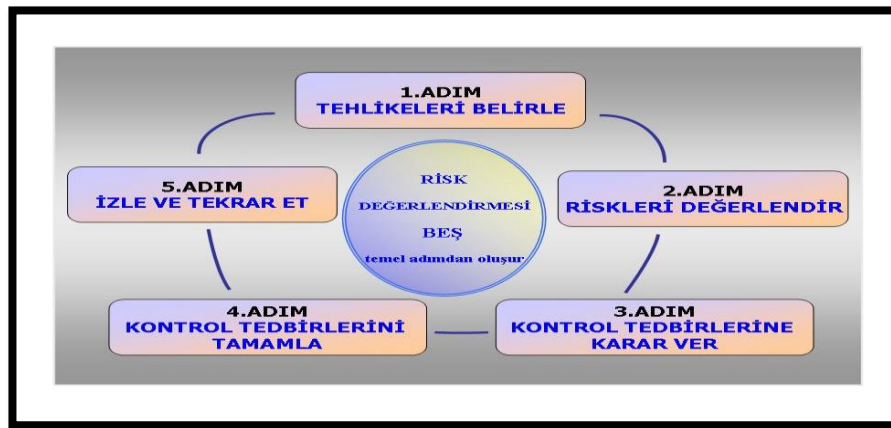 1.ADIM
TEHLİKELERİ BELİRLE
5.ADIM
İZLE VE TEKRAR ET
RİSK
DEĞERLENDİRMESİ
BEŞ
temel adımdan oluşur
2.ADIM
RİSKLERİ DEĞERLENDİR
4.ADIM
KONTROL TEDBİRLERİNİ
TAMAMLA
3.ADIM
KONTROL TEDBİRLERİNE
KARAR VER